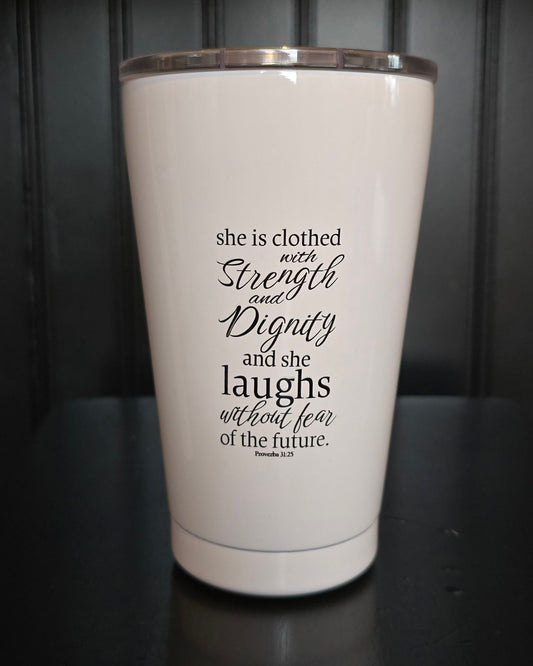 she is clothed
with
Strength
and
Dignity
and she
laughs
without fear
of the future.
Proverbs 31:25